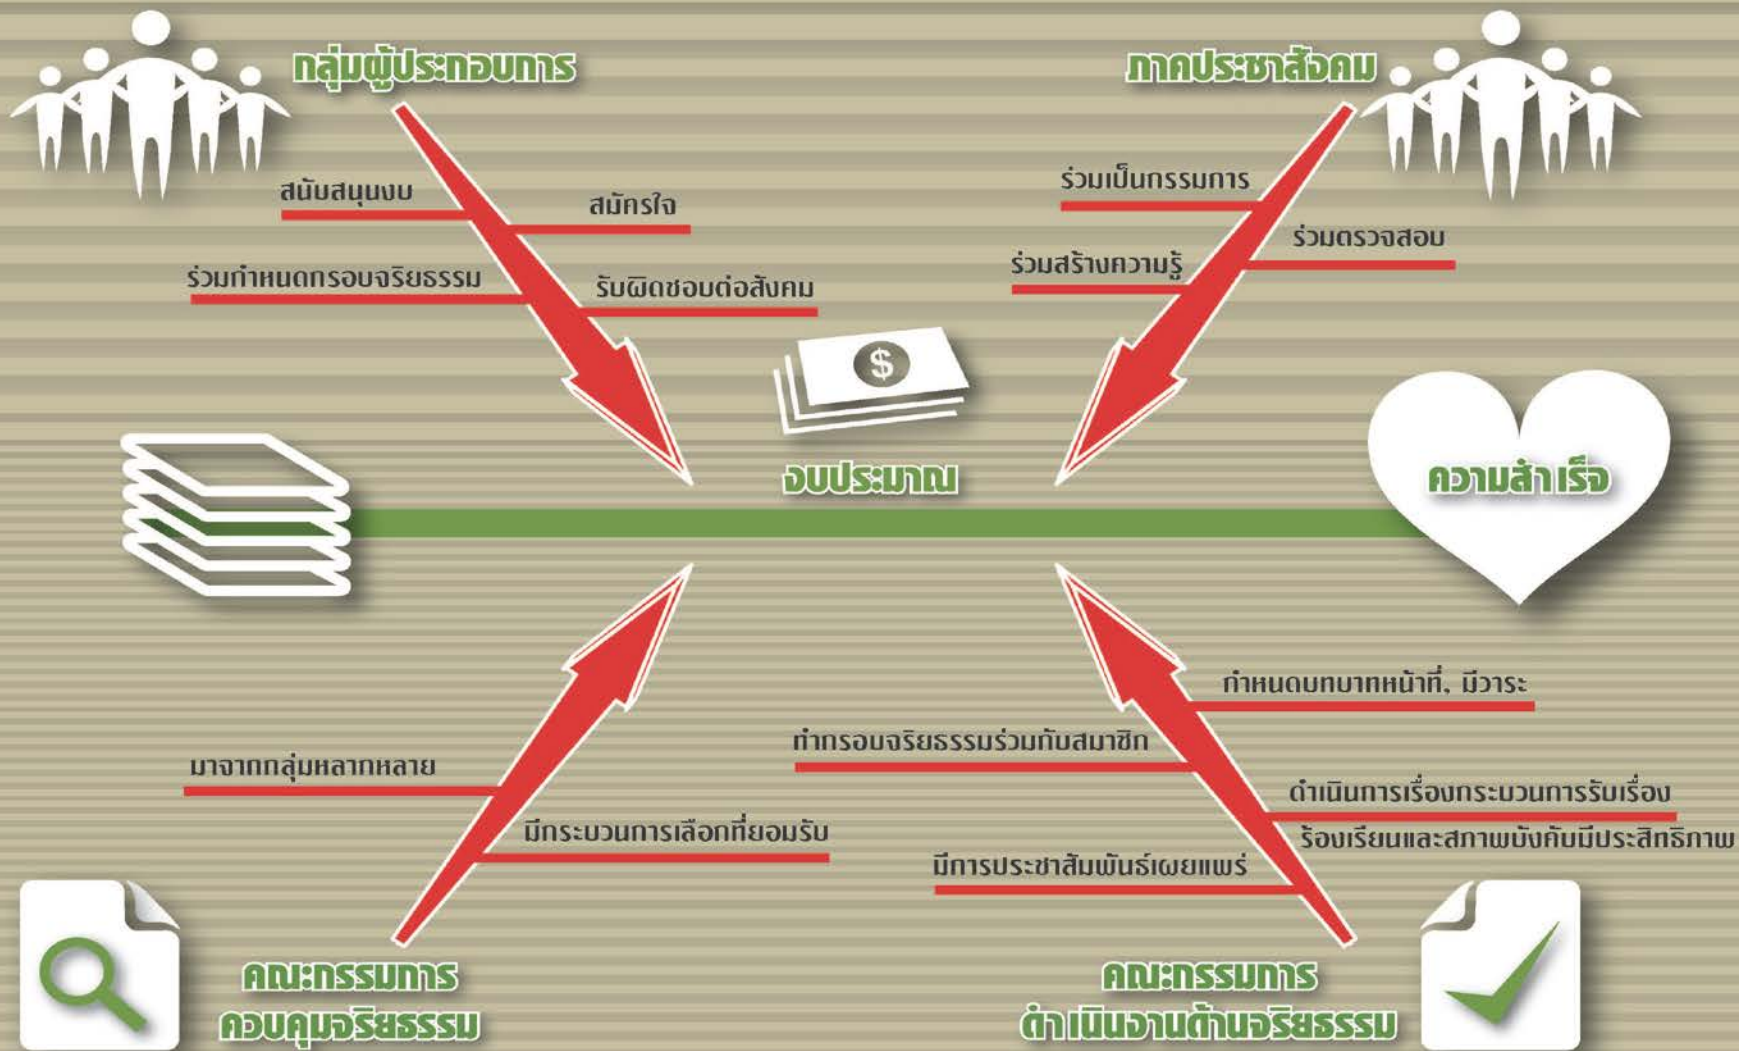 กลุ่มผู้ประกอบการ
ภาคประชาสังคม
สนับสนุนงบ
สมัครใจ
ร่วมกำหนดกรอบจริยธรรม
รับผิดชอบต่อสังคม
ร่วมเป็นกรรมการ
ร่วมตรวจสอบ
ร่วมสร้างความรู้
$
งบประมาณ
ความสำเร็จ
มาจากกลุ่มหลากหลาย
มีกระบวนการเลือกที่ยอมรับ
กำหนดบทบาทหน้าที่, มีวาระ
ทำกรอบจริยธรรมร่วมกับสมาชิก
ดำเนินการเรื่องกระบวนการรับเรื่อง
ร้องเรียนและสภาพบังคับมีประสิทธิภาพ
มีการประชาสัมพันธ์เผยแพร่
คณะกรรมการ
ควบคุมจริยธรรม
คณะกรรมการ
ดำเนินงานด้านจริยธรรม